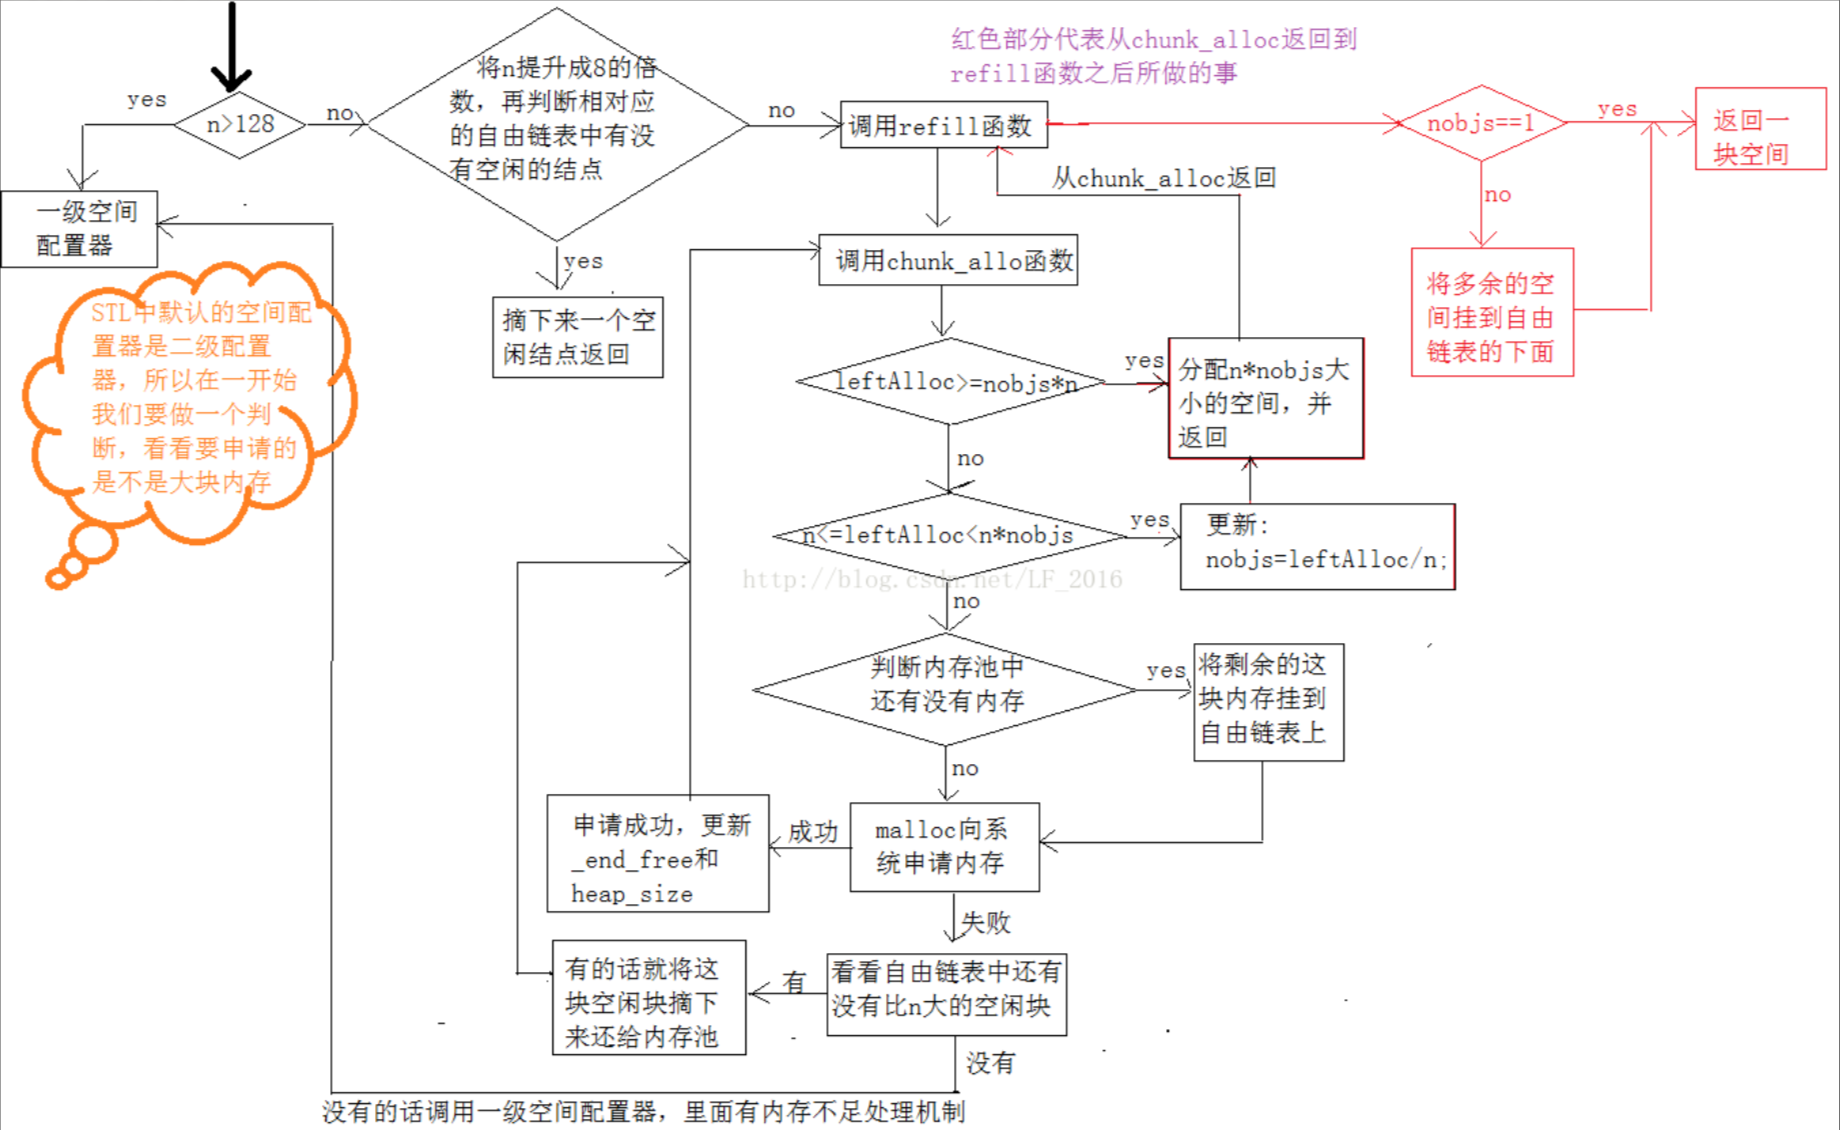 红色部分代表从chunk_alloc返回到
refill函数之后所做的事
yes
n>128
no
将n提升成8的倍
数，再判断相对应
的自由链表中有没
有空闲的结点
no
调用refill函数
nobjs==1
yes
返回一
块空间
一级空间
配置器
yes
摘下来一个空
闲结点返回
从chunk_alloc返回
no
将多余的空
间挂到自由
链表的下面
调用chunk_allo函数
STL中默认的空间配
置器是二级配置
器，所以在一开始
我们要做一个判
断，看看要申请的
是不是大块内存
leftAlloc>=nobjs*n
yes
分配n*nobjs大
小的空间，并
返回
no
n<=leftAlloc<n*nobjs
yes
更新：
nobjs=leftAlloc/n;
http://blog.csdn.net/LF_2016
no
判断内存池中
还有没有内存
yes
将剩余的这
块内存挂到
自由链表上
no
申请成功，更新
_end_free和
heap_size
成功
malloc向系
统申请内存
失败
有的话就将这
块空闲块摘下
来还给内存池
有
看看自由链表中还有
没有比n大的空闲块
没有
没有的话调用一级空间配置器，里面有内存不足处理机制